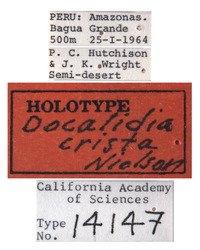 PERU: Amazonas.
Bagua Grande
500m 25-I-1964
P. C. Hutchison
& J. K. Wright
Semi-desert
HOLOTYPE
Docalidia
crista
Nielson
California Academy
of Sciences
Type
No. 14147